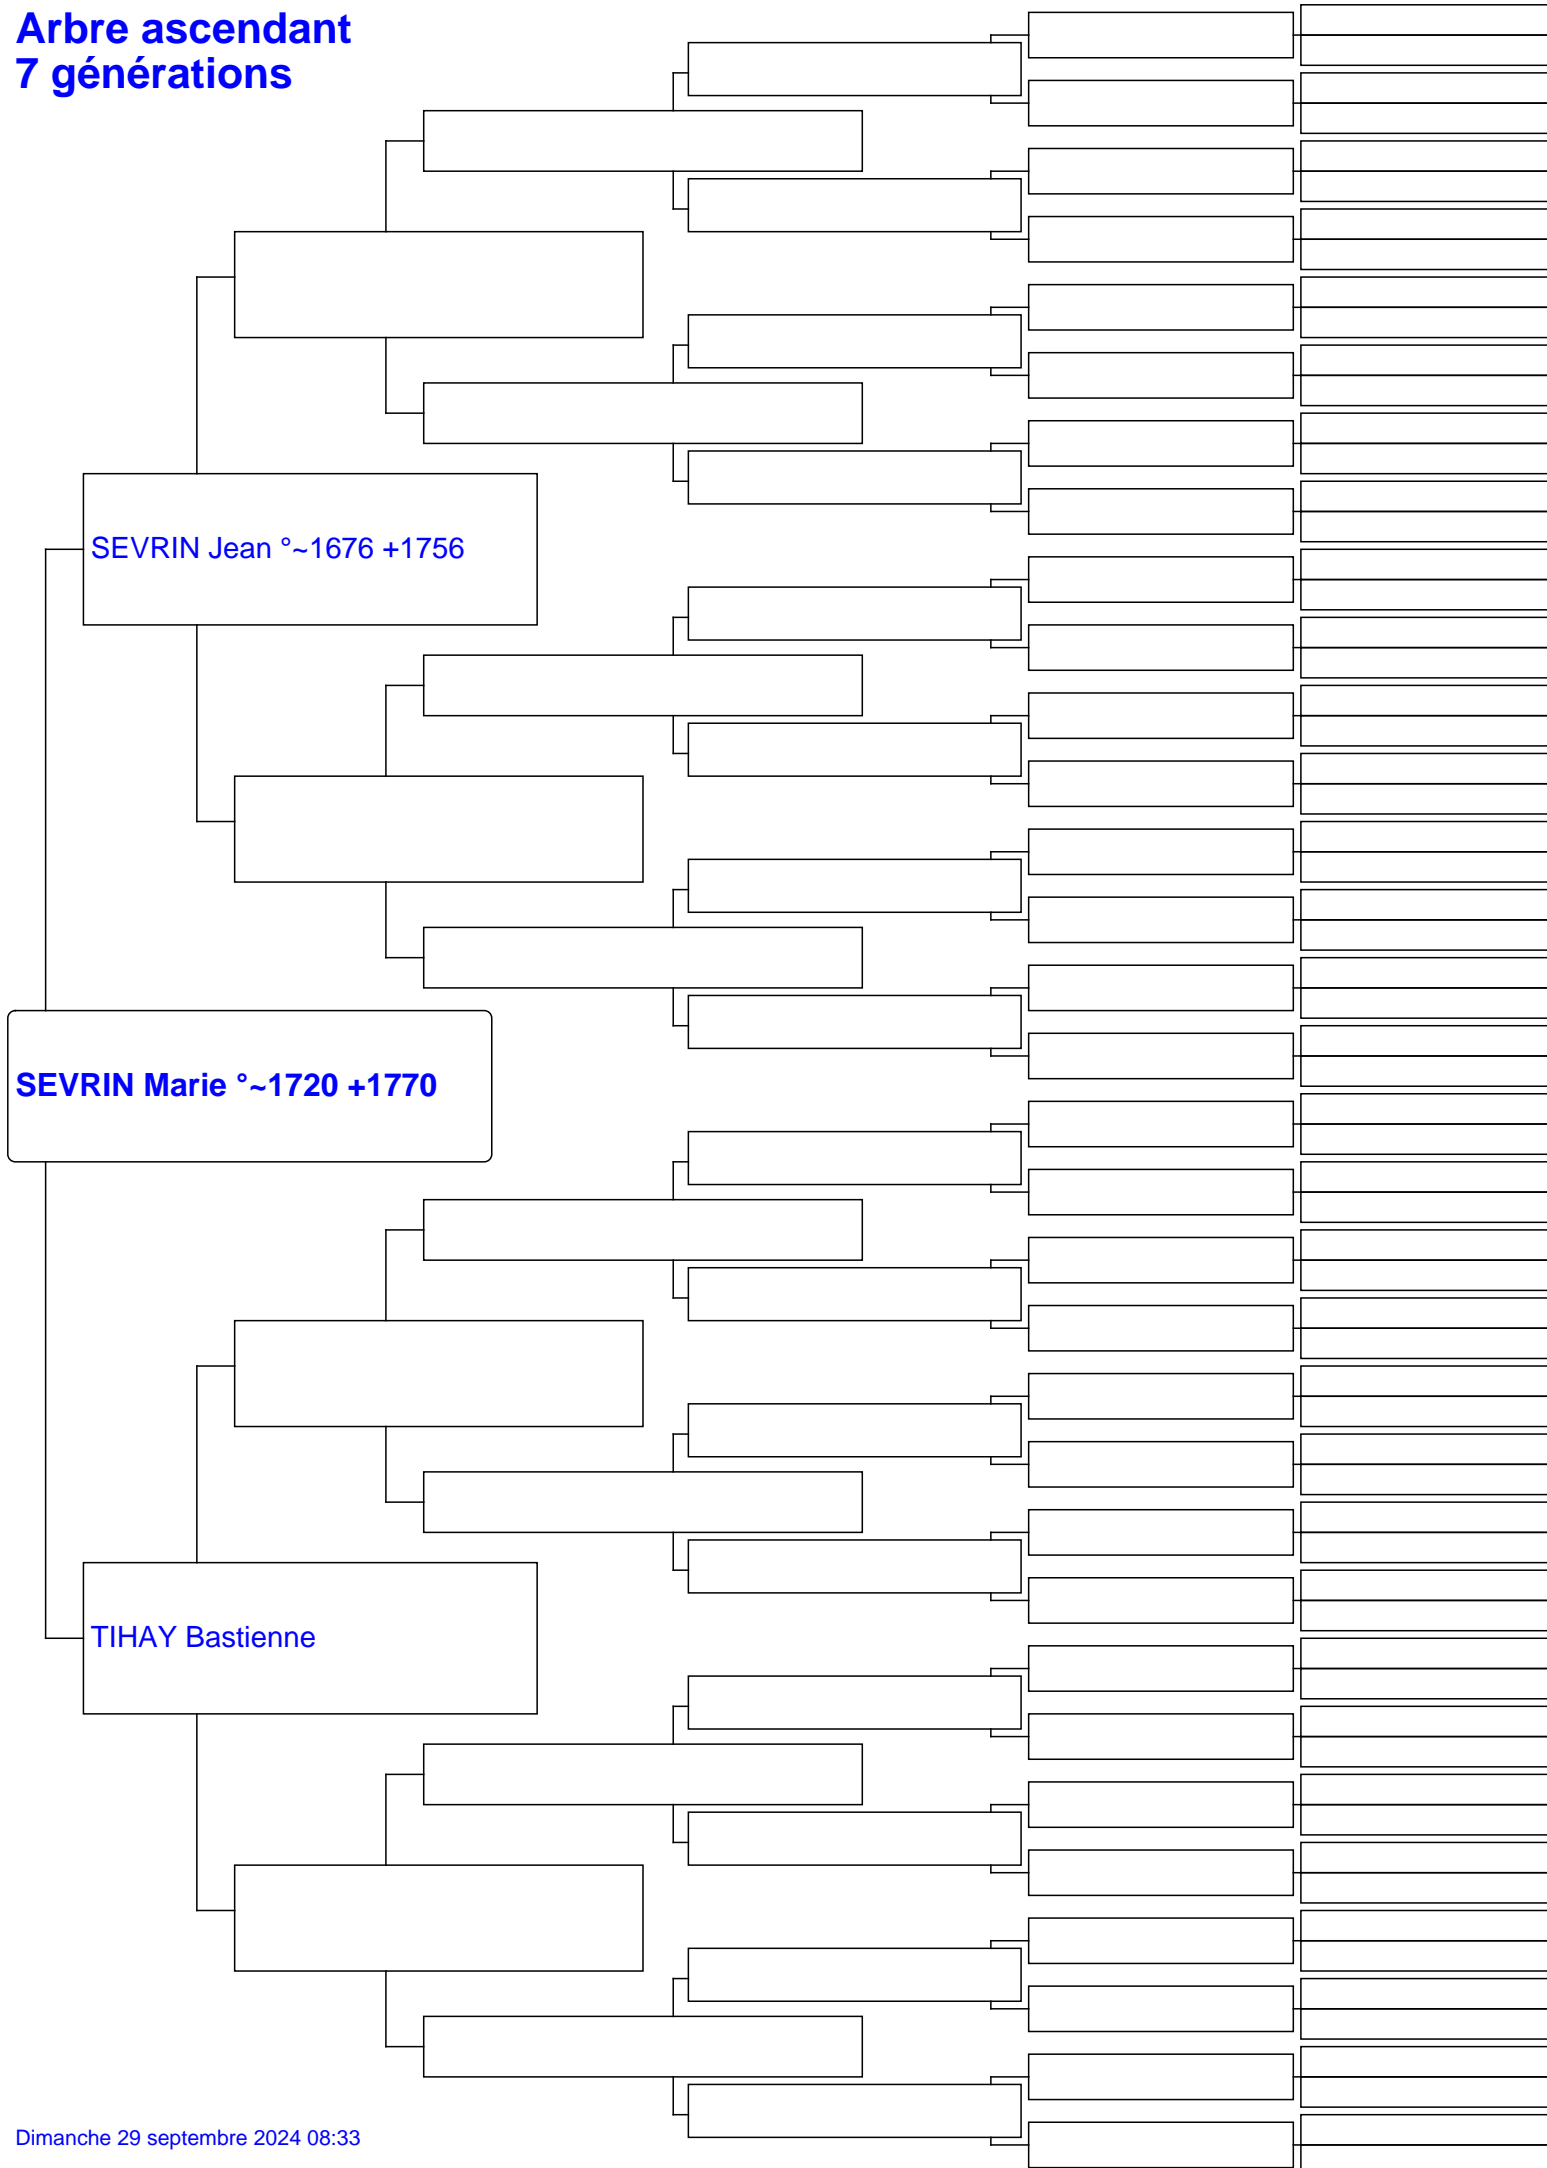 Arbre ascendant
7 générations
SEVRIN Jean °~1676 +1756
SEVRIN Marie °~1720 +1770
TIHAY Bastienne
Dimanche 29 septembre 2024 08:33